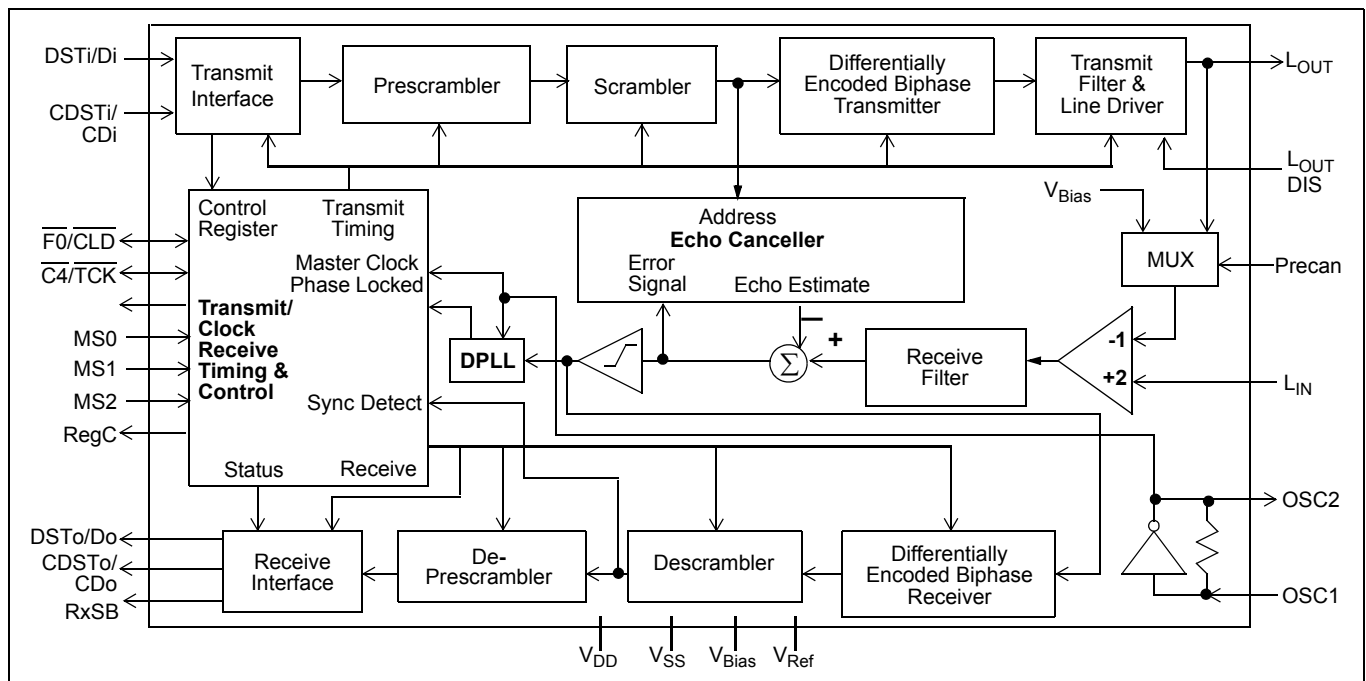 DSTi/Di
CDSTi/
CDi
Transmit
Interface
Prescrambler
Scrambler
Differentially
Encoded Biphase
Transmitter
Transmit
Filter &
Line Driver
LOUT
LOUT
DIS
VBias
Control
Register
Transmit
Timing
Address
Echo Canceller
Error
Signal
Echo Estimate
MUX
Precan
F0/CLD
C4/TCK
Master Clock
Phase Locked
Transmit/
Clock
Receive
Timing &
Control
MS0
MS1
MS2
RegC
DPLL
–
+
Σ
Receive
Filter
-1
+2
LIN
Sync Detect
Status
Receive
OSC2
OSC1
DSTo/Do
CDSTo/
CDo
RxSB
Receive
Interface
De-
Prescrambler
Descrambler
Differentially
Encoded Biphase
Receiver
VDD
VSS
VBias
VRef